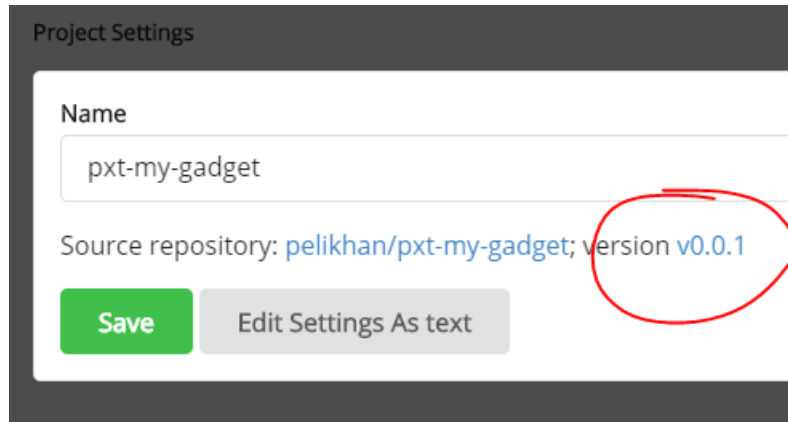 Project Settings
Name
pxt-my-gadget
Source repository: pelikhan/pxt-my-gadget; version v0.0.1
Save Edit Settings As text